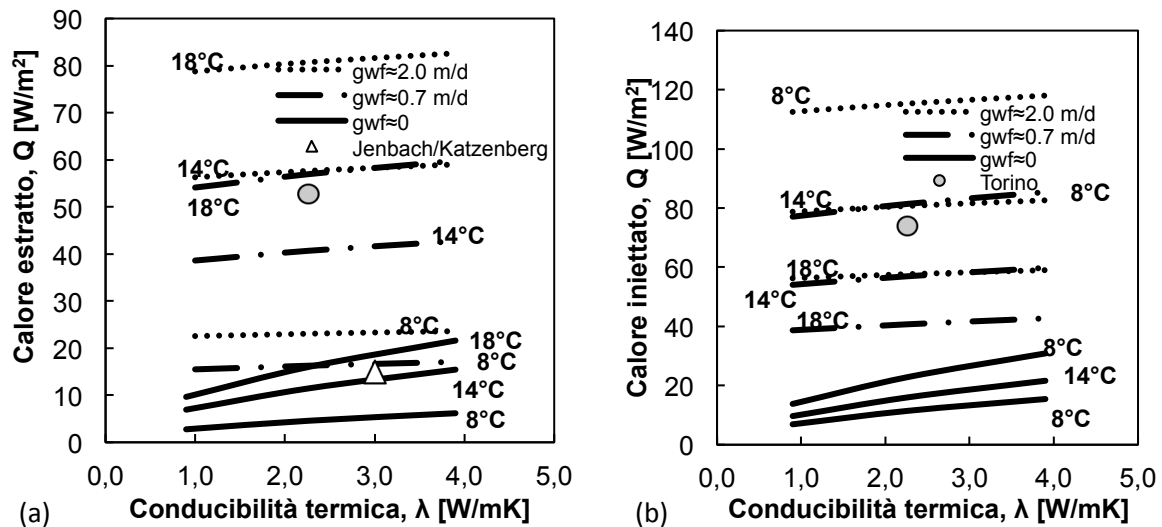 90
80
70
60
50
40
30
20
10
0
Calore estratto, Q [W/m²]
18°C
gwf≈2.0 m/d
gwf≈0.7 m/d
gwf≈0
Jenbach/Katzenberg
14°C
18°C
14°C
8°C
18°C
8°C
14°C
8°C
0,0 1,0 2,0 3,0 4,0 5,0
(a) Conducibilità termica, λ [W/mK]
140
120
100
80
60
40
20
0
Calore iniettato, Q [W/m²]
8°C
gwf≈2.0 m/d
gwf≈0.7 m/d
gwf≈0
Torino
14°C
8°C
18°C
14°C
18°C
8°C
14°C
8°C
0,0 1,0 2,0 3,0 4,0 5,0
(b) Conducibilità termica, λ [W/mK]